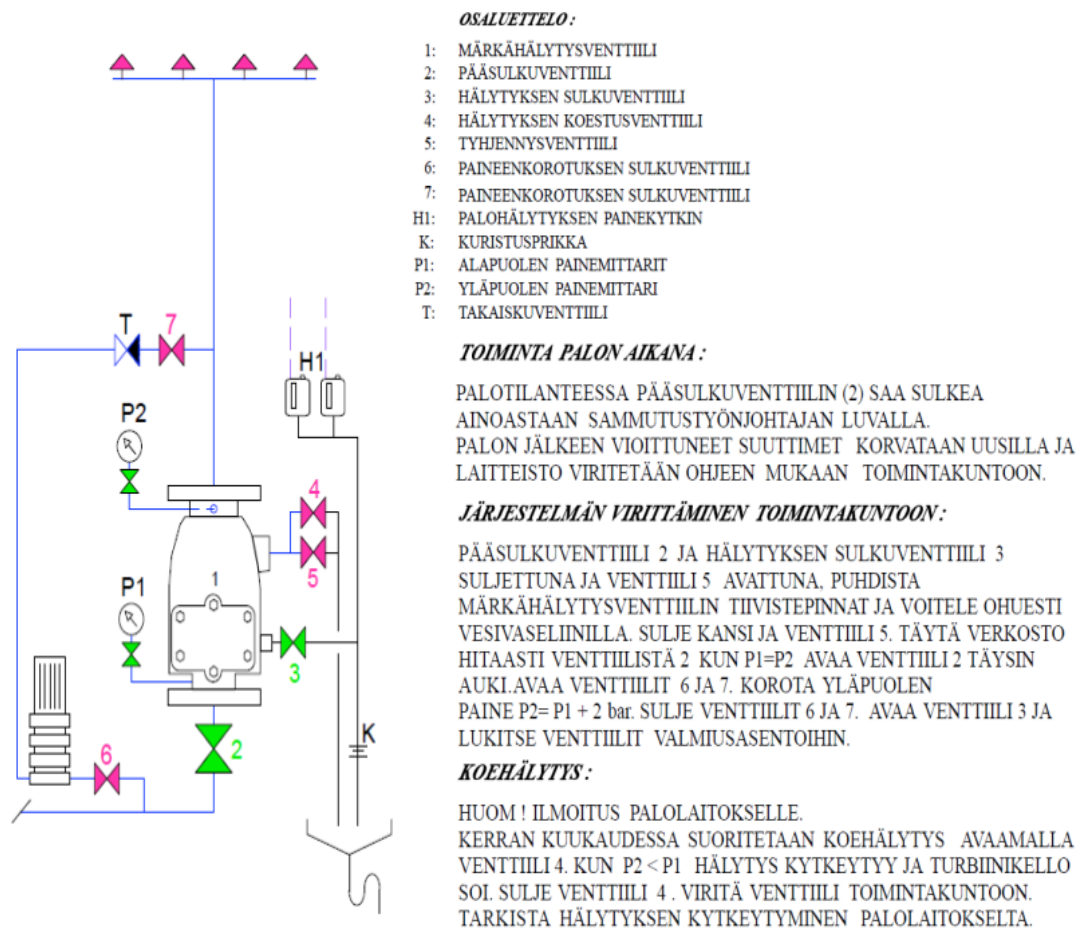 OSALUETTELO :
1: MÄRKÄHÄLYTYSVENTTIILI
2: PÄÄSULKUVENTTIILI
3: HÄLYTYKSEN SULKUVENTTIILI
4: HÄLYTYKSEN KOESTUSVENTTIILI
5: TYHJENNYSVENTTIILI
6: PAINEENKOROTUKSEN SULKUVENTTIILI
7: PAINEENKOROTUKSEN SULKUVENTTIILI
H1: PALOHÄLYTYKSEN PAINEKYTKIN
K: KURISTUSPRIKKA
P1: ALAPUOLEN PAINEMITTARIT
P2: YLÄPUOLEN PAINEMITTARI
T: TAKAISKUVENTTIILI
TOIMINTA PALON AIKANA :
PALOTILANTEESSA PÄÄSULKUVENTTIILIN (2) SAA SULKEA
AINOASTAAN SAMMUTUSTYÖNJOHTAJAN LUVALLA.
PALON JÄLKEEN VIOITTUNEET SUUTTIMET KORVATAAN UUSILLA JA
LAITTEISTO VIRITETÄÄN OHJEEN MUKAAN TOIMINTAKUNTOON.
JÄRJESTELMÄN VIRITTÄMINEN TOIMINTAKUNTOON :
PÄÄSULKUVENTTIILI 2 JA HÄLYTYKSEN SULKUVENTTIILI 3
SULJETTUNA JA VENTTIILI 5 AVATTUNA, PUHDISTA
MÄRKÄHÄLYTYSVENTTIILIN TIIVISTEPINNAT JA VOITELE OHUESTI
VESIVASELIINILLA. SULJE KANSI JA VENTTIILI 5. TÄYTÄ VERKOSTO
HITAASTI VENTTIILISTÄ 2 KUN P1=P2 AVAA VENTTIILI 2 TÄYSIN
AUKI.AVAA VENTTIILIT 6 JA 7. KOROTA YLÄPUOLEN
PAINE P2= P1 + 2 bar. SULJE VENTTIILIT 6 JA 7. AVAA VENTTIILI 3 JA
LUKITSE VENTTIILIT VALMIUSASENTOIHIN.
KOEHÄLYTYS :
HUOM ! ILMOITUS PALOLAITOKSELLE.
KERRAN KUUKAUDESSA SUORITETAAN KOEHÄLYTYS AVAAMALLA
VENTTIILI 4. KUN P2 < P1 HÄLYTYS KYTKEYTYY JA TURBIINIKELLO
SOI. SULJE VENTTIILI 4 . VIRITÄ VENTTIILI TOIMINTAKUNTOON.
TARKISTA HÄLYTYKSEN KYTKEYTYMINEN PALOLAITOKSELTA.
T
7
H1
P2
4
5
1
P1
3
2
K
6